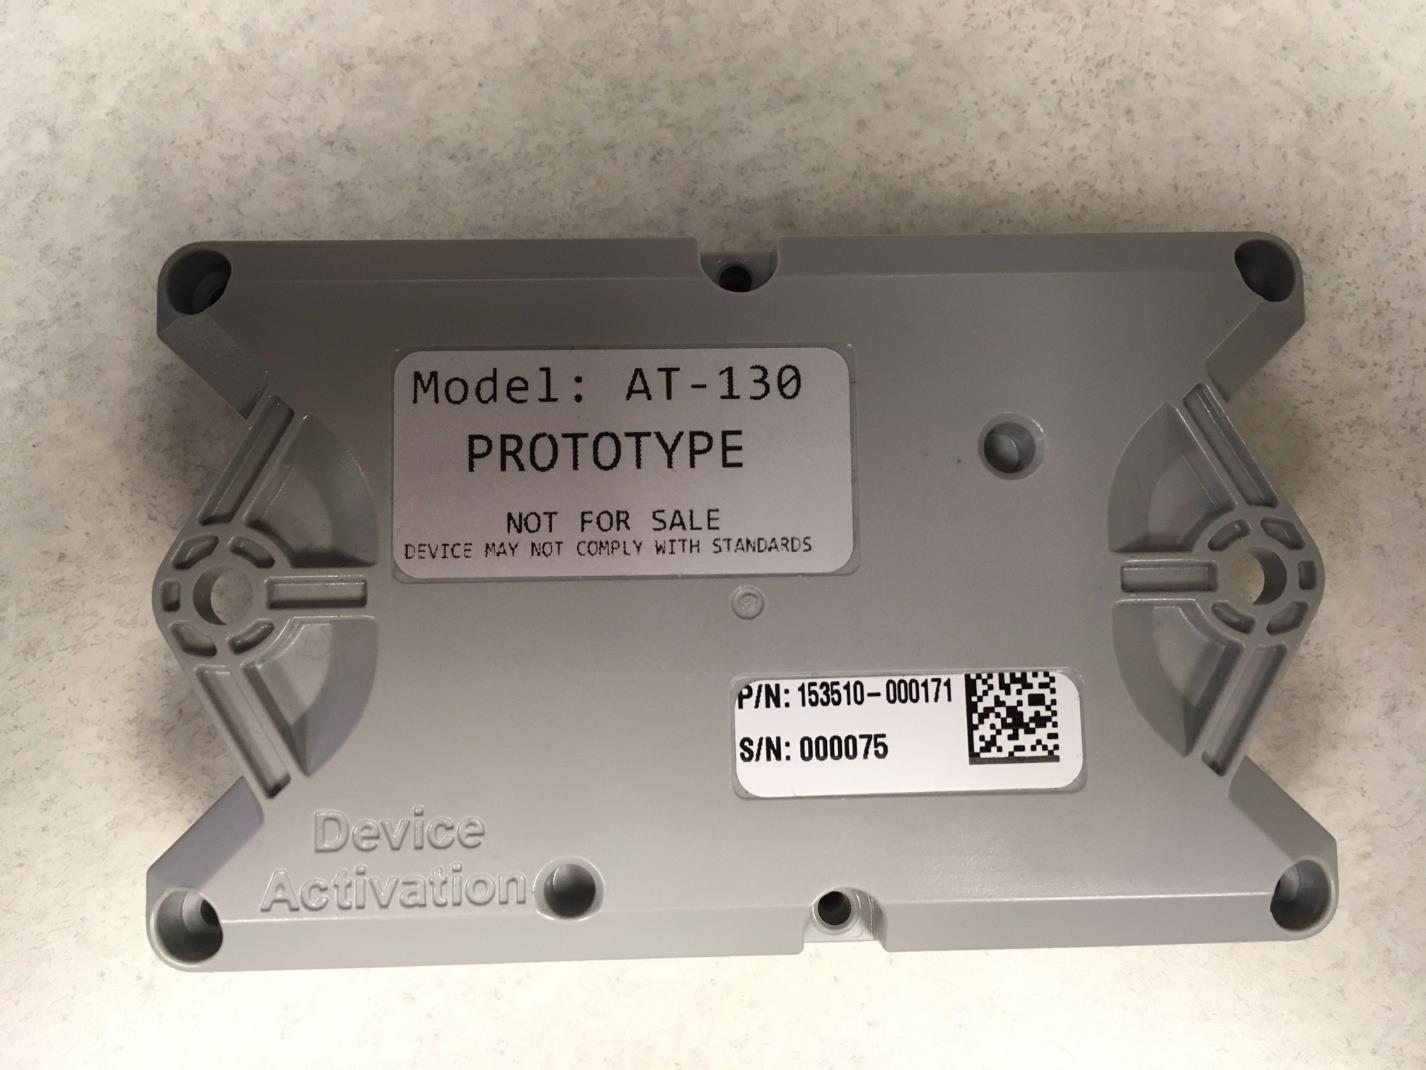 Model: AT-130
PROTOTYPE
NOT FOR SALE
DEVICE MAY NOT COMPLY WITH STANDARDS
P/N: 153510-000171
S/N: 000075
Device
Activation